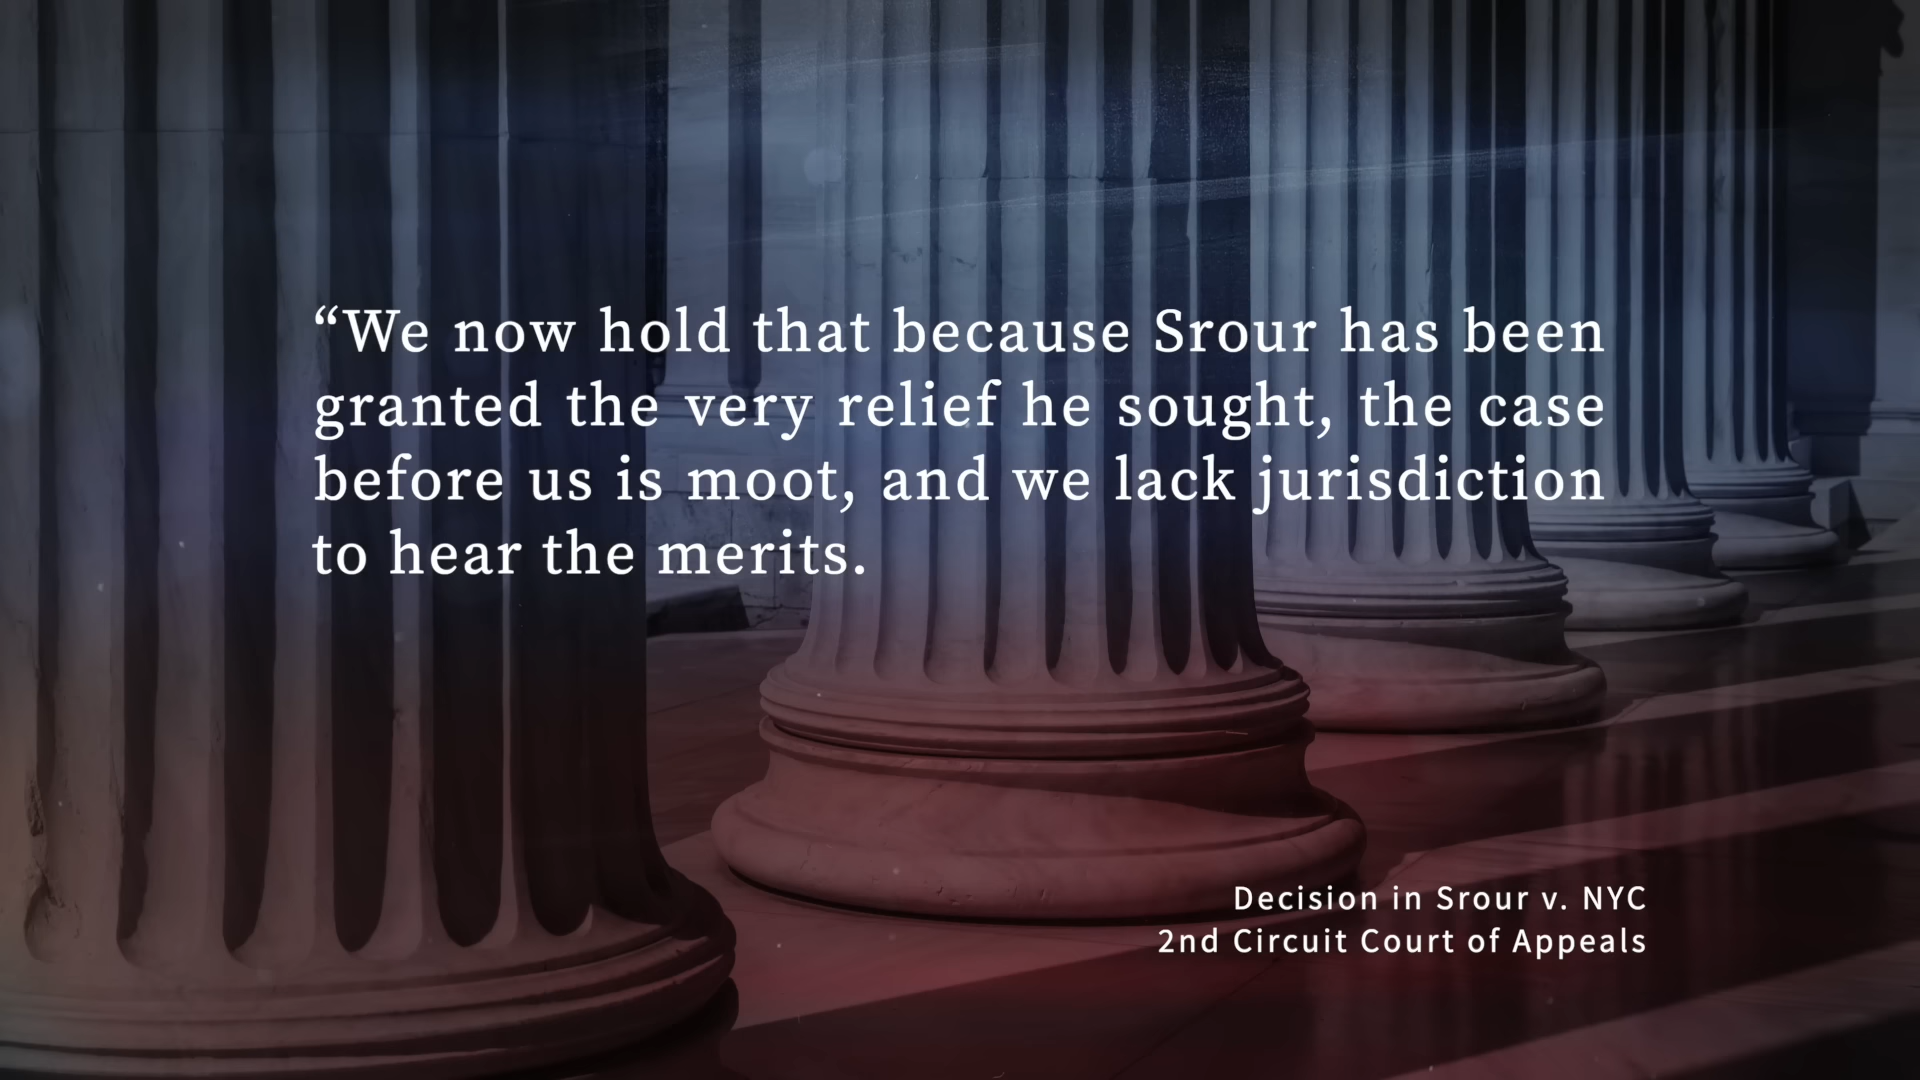 “We now hold that because Srour has been
granted the very relief he sought, the case
before us is moot, and we lack jurisdiction
to hear the merits.
Decision in Srour v. NYC
2nd Circuit Court of Appeals